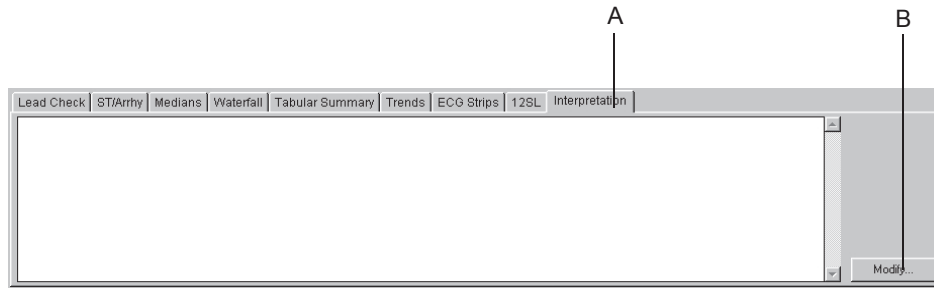 A B
Lead Check ST/Arrhy Medians Waterfall Tabular Summary Trends ECG Strips 12SL Interpretation
Modify...